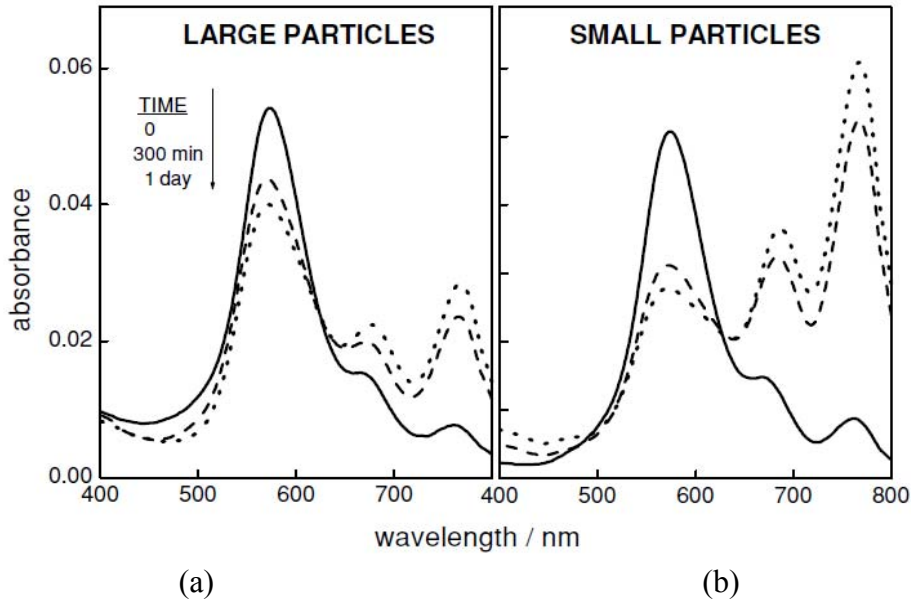 LARGE PARTICLES
SMALL PARTICLES
0.06
0.04
0.02
0.00
absorbance
TIME
0
300 min
1 day
400
500
600
700
400
500
600
700
800
wavelength / nm
(a)
(b)